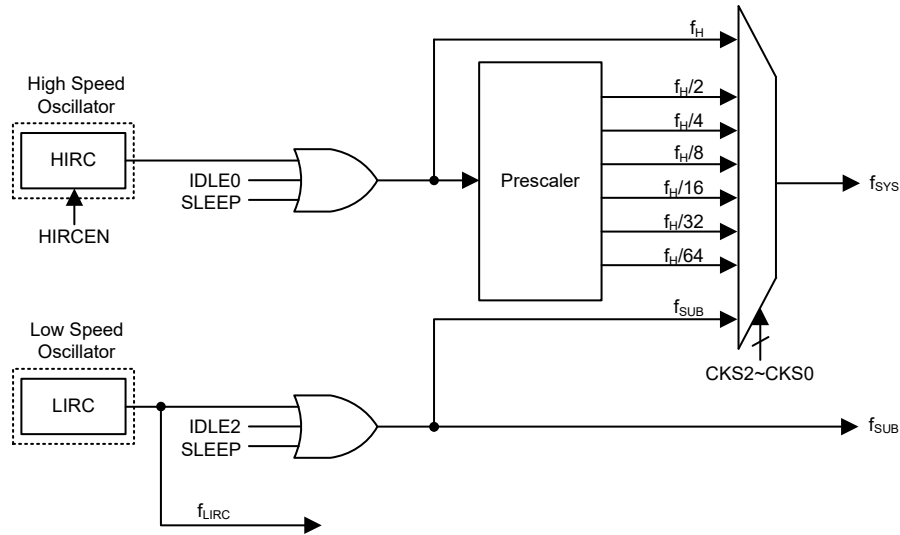 f_H
High Speed
Oscillator
f_H/2
f_H/4
HIRC
f_H/8
IDLE0
Prescaler
f_SYS
SLEEP
f_H/16
HIRCEN
f_H/32
f_H/64
f_SUB
Low Speed
Oscillator
CKS2~CKS0
LIRC
IDLE2
f_SUB
SLEEP
f_LIRC